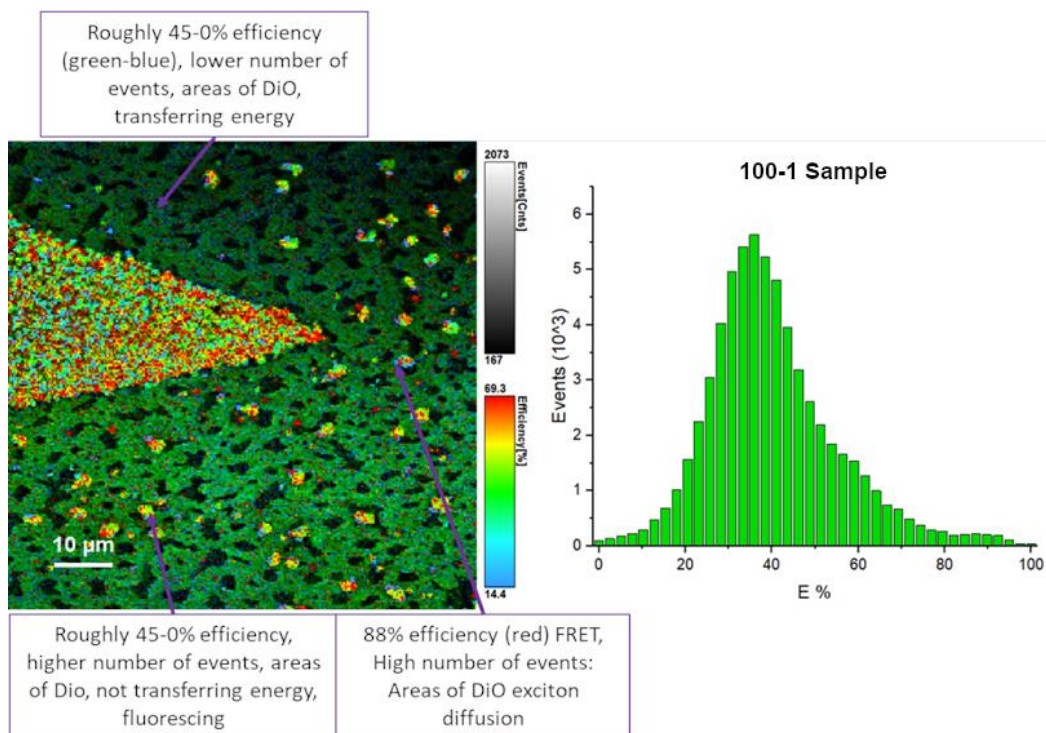 Roughly 45-0% efficiency
(green-blue), lower number of
events, areas of DiO,
transferring energy
2073
Events[Cnts]
167
69.3
Efficiency[%]
14.4
10 µm
100-1 Sample
Events (10^3)
6
5
4
3
2
1
0
0 20 40 60 80 100
E %
Roughly 45-0% efficiency,
higher number of events, areas
of Dio, not transferring energy,
fluorescing
88% efficiency (red) FRET,
High number of events:
Areas of DiO exciton
diffusion